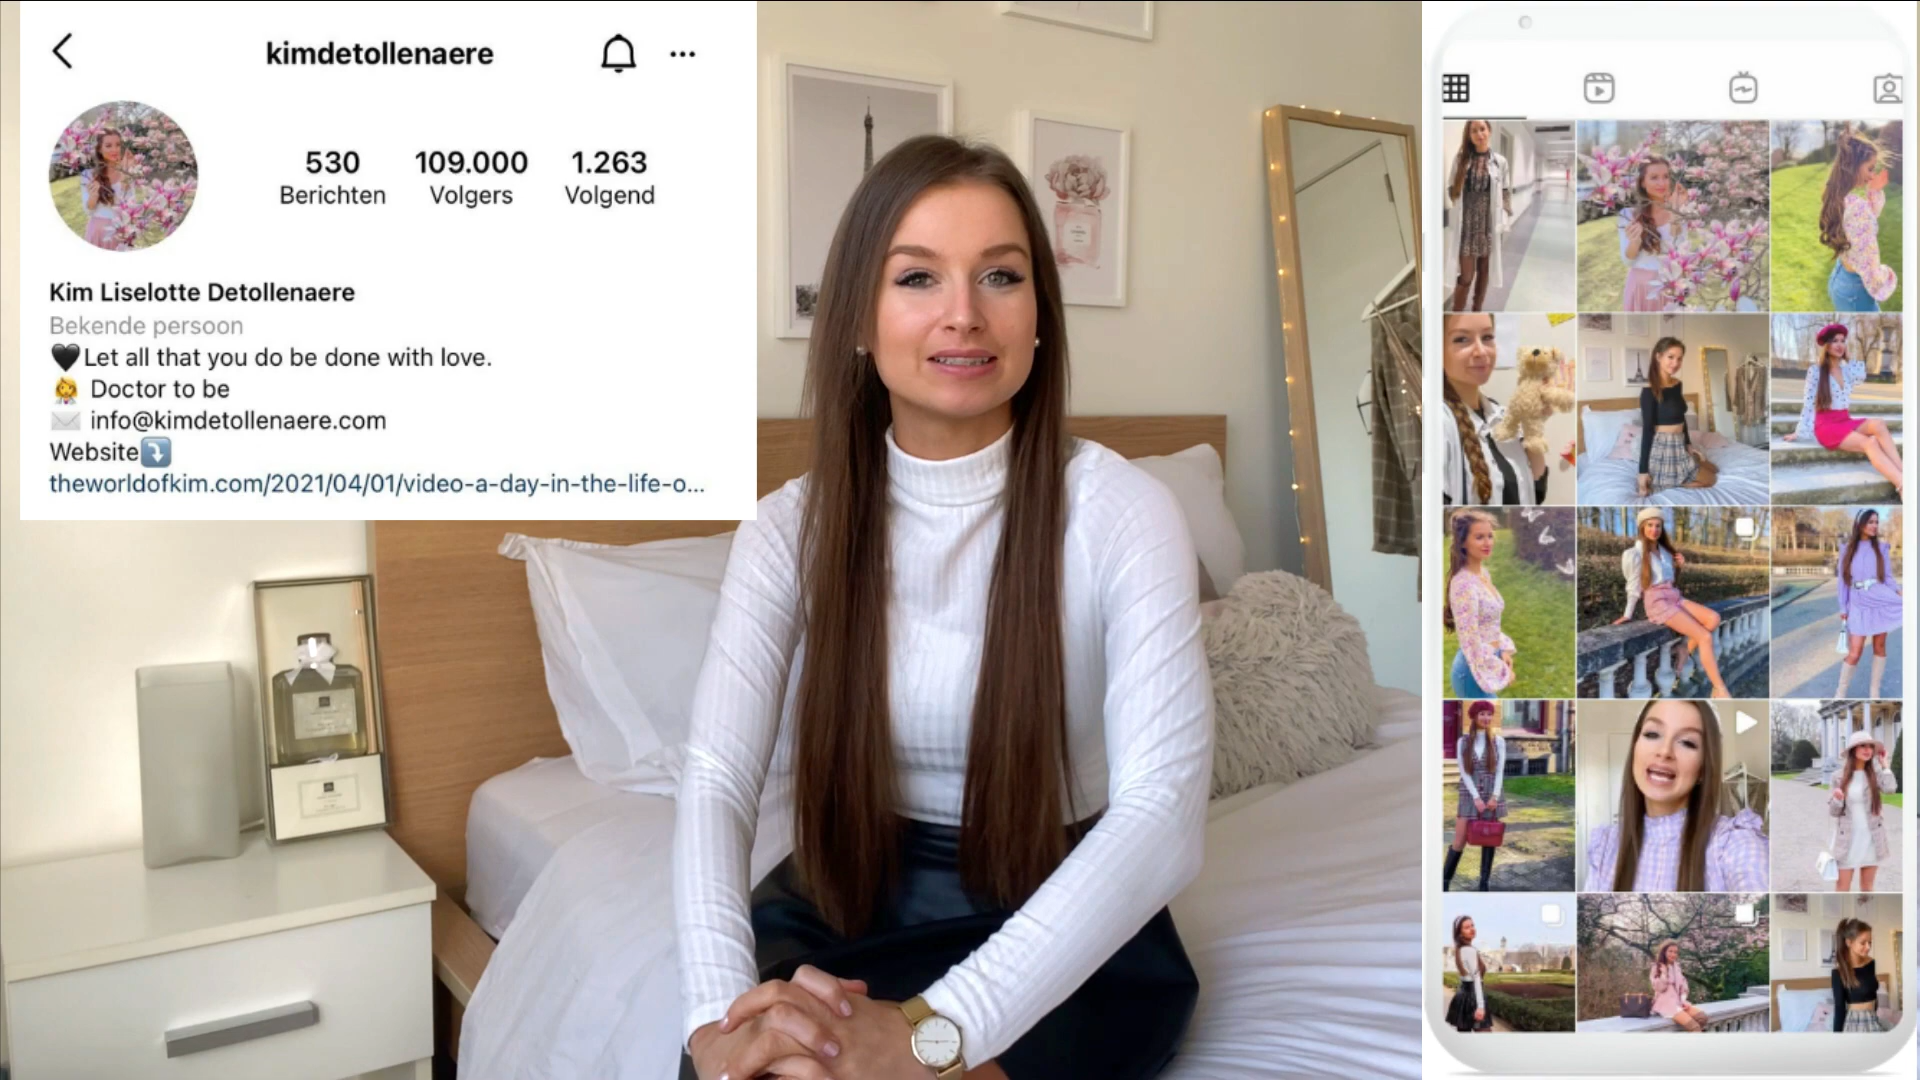 kimdetollenaere
530 109.000 1.263
Berichten Volgers Volgend
Kim Liselotte Detollenaere
Bekende persoon
🖤Let all that you do be done with love.
👩‍⚕️ Doctor to be
✉️ info@kimdetollenaere.com
Website⤵️
theworldofkim.com/2021/04/01/video-a-day-in-the-life-o...